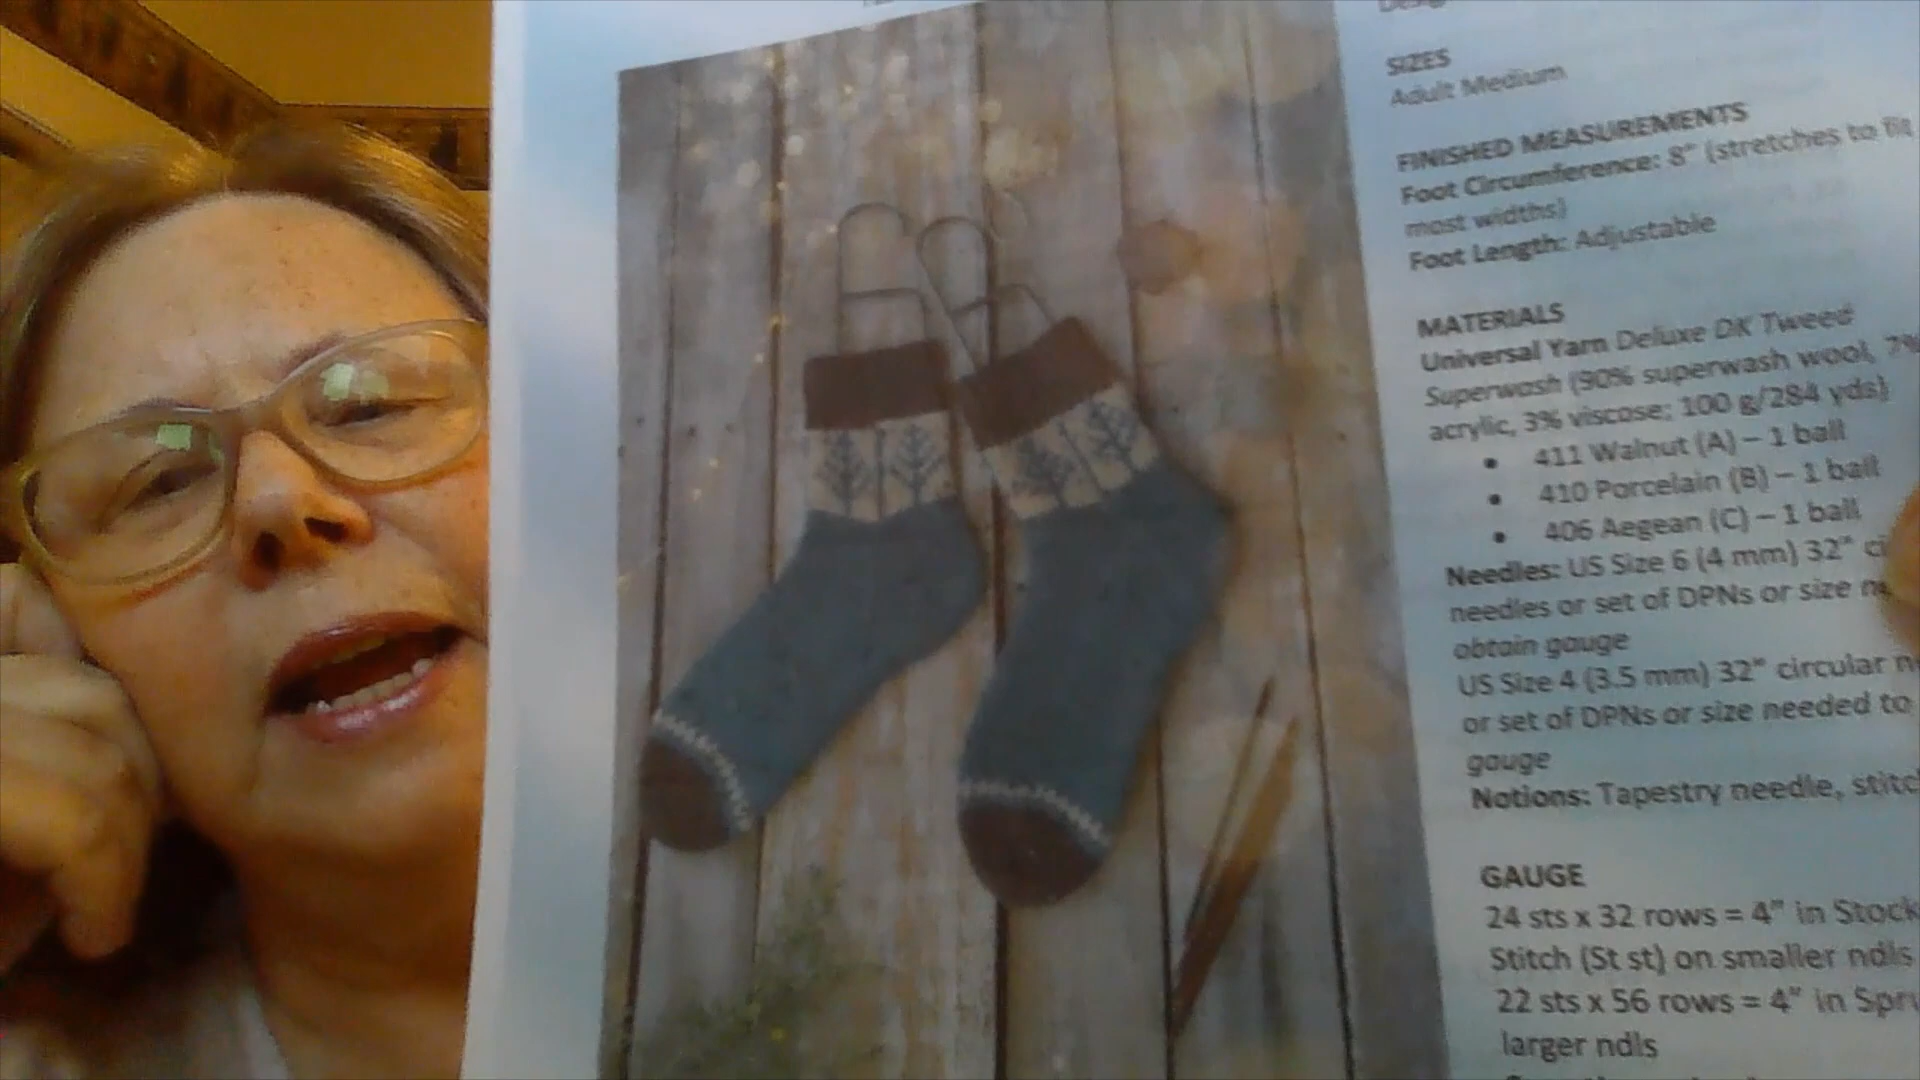 SIZES
Adult Medium
FINISHED MEASUREMENTS
Foot Circumference: 8" (stretches to fit
most widths)
Foot Length: Adjustable
MATERIALS
Universal Yarn Deluxe DK Tweed
Superwash (90% superwash wool, 7%
acrylic, 3% viscose; 100 g/284 yds)
• 411 Walnut (A) – 1 ball
• 410 Porcelain (B) – 1 ball
• 406 Aegean (C) – 1 ball
Needles: US Size 6 (4 mm) 32"
needles or set of DPNs or size
obtain gauge
US Size 4 (3.5 mm) 32" circular
or set of DPNs or size needed to
gauge
Notions: Tapestry needle,
GAUGE
24 sts x 32 rows = 4" in
Stitch (St st) on smaller ndls
22 sts x 56 rows = 4" in
larger ndls